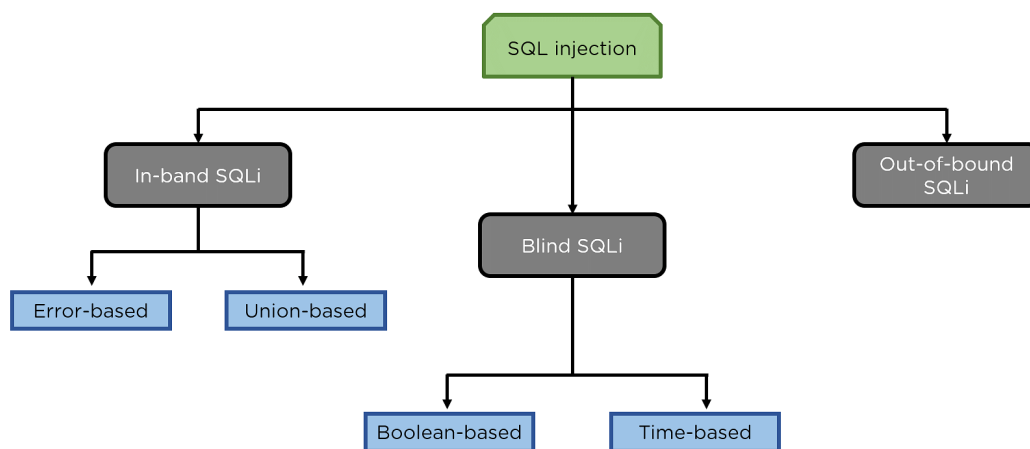 SQL injection
In-band SQLi
Out-of-bound
SQLi
Blind SQLi
Error-based
Union-based
Boolean-based
Time-based